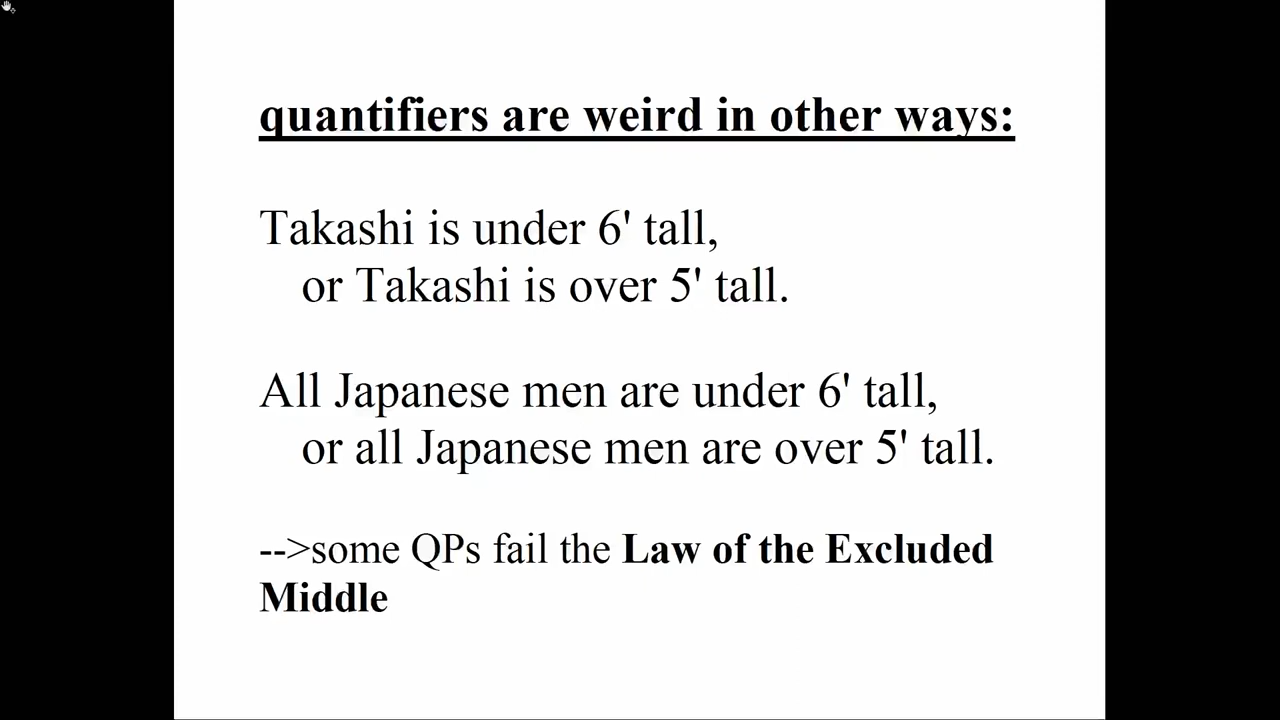 quantifiers are weird in other ways:
Takashi is under 6' tall,
or Takashi is over 5' tall.
All Japanese men are under 6' tall,
or all Japanese men are over 5' tall.
-->some QPs fail the Law of the Excluded
Middle